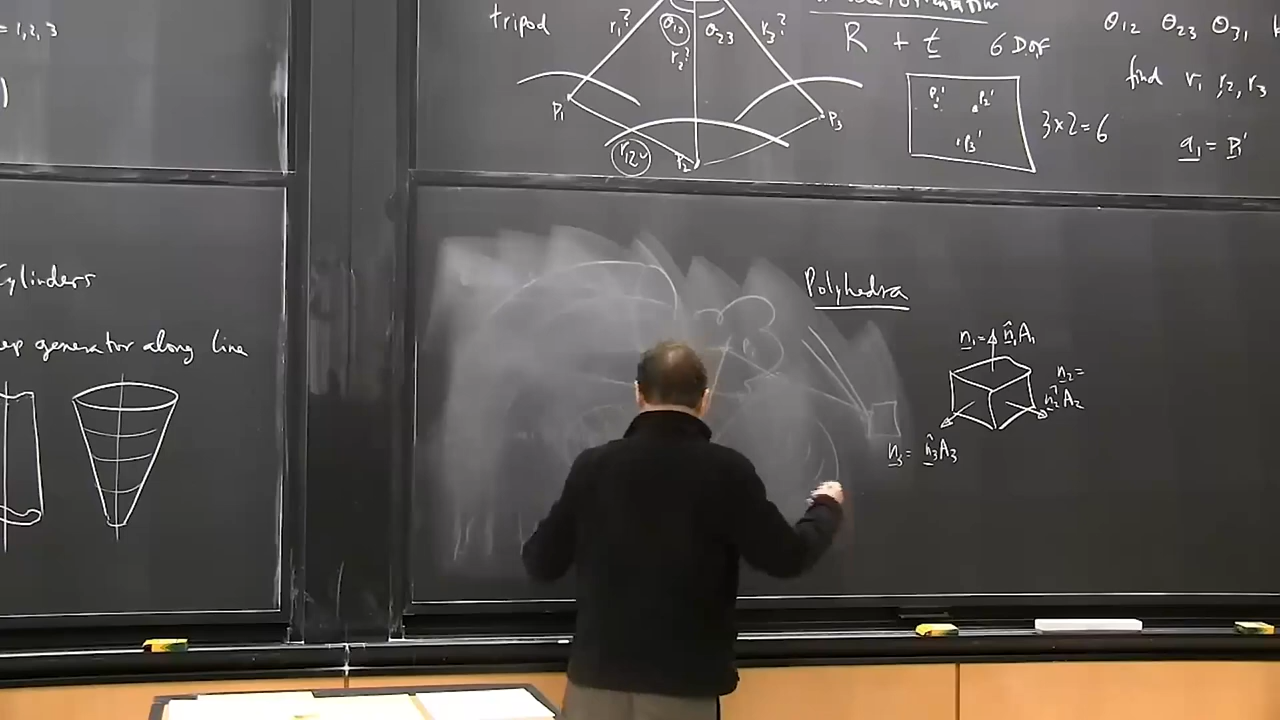 = 1, 2, 3
)
tripod
r₁?
θ₁₂
θ₂₃
r₂?
r₃?
P₁
r₁₂
P₂
P₃
R + t 6 DOF
P₁'
P₂'
P₃'
3×2=6
θ₁₂ θ₂₃ θ₃₁
find r₁, r₂, r₃
a₁ = P₁'
Cylinders
generator along line
Polyhedra
n₁ = n̂₁A₁
n₂ =
n̂₂A₂
n₃ = n̂₃A₃